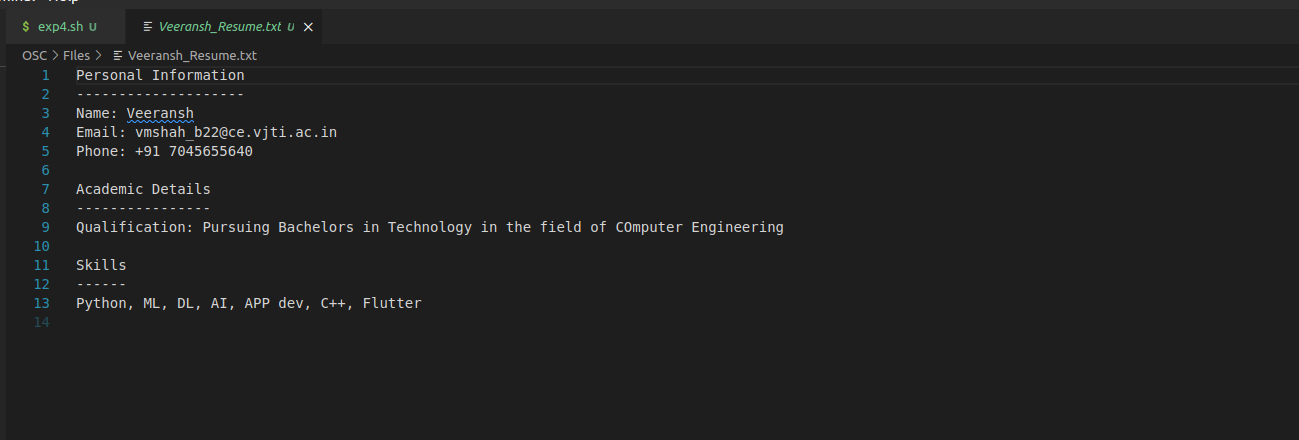 $ exp4.sh U Veeransh_Resume.txt U ×
OSC > FIles > Veeransh_Resume.txt
1 Personal Information
2 --------------------
3 Name: Veeransh
4 Email: vmshah_b22@ce.vjti.ac.in
5 Phone: +91 7045655640
6
7 Academic Details
8 ----------------
9 Qualification: Pursuing Bachelors in Technology in the field of COmputer Engineering
10
11 Skills
12 ------
13 Python, ML, DL, AI, APP dev, C++, Flutter
14